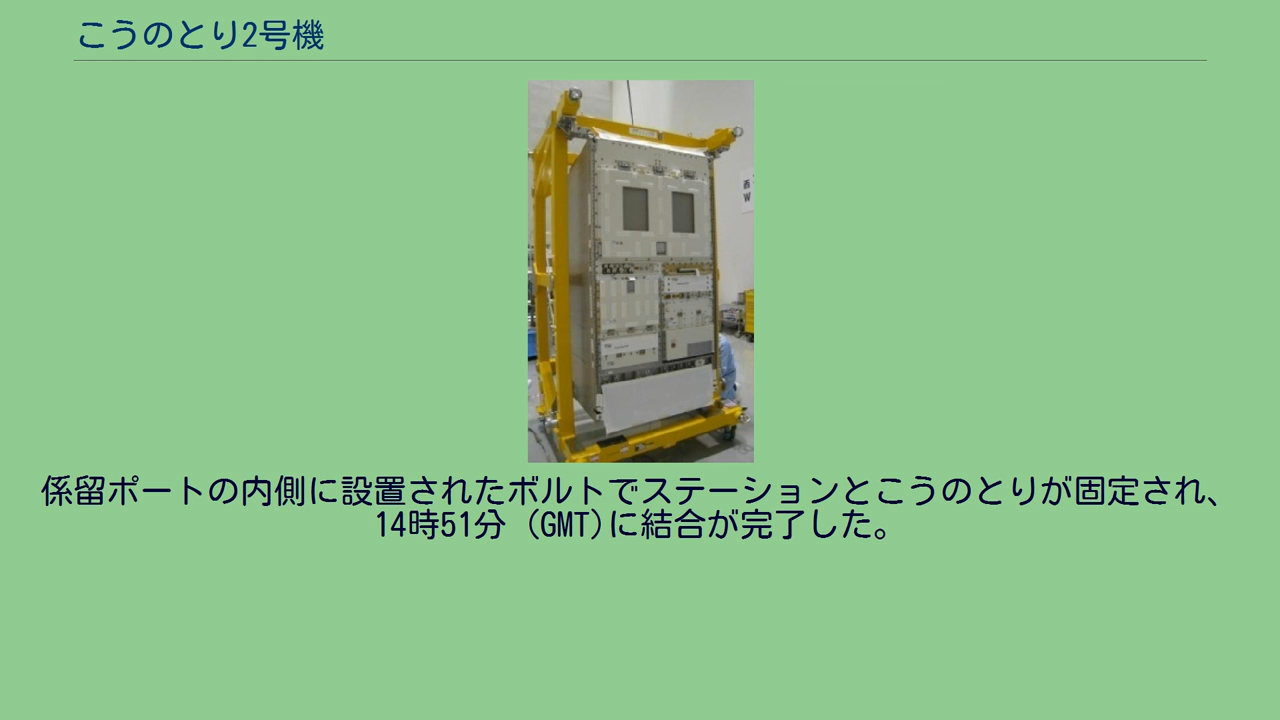 こうのとり2号機
西
W
係留ポートの内側に設置されたボルトでステーションとこうのとりが固定され、
14時51分 (GMT)に結合が完了した。